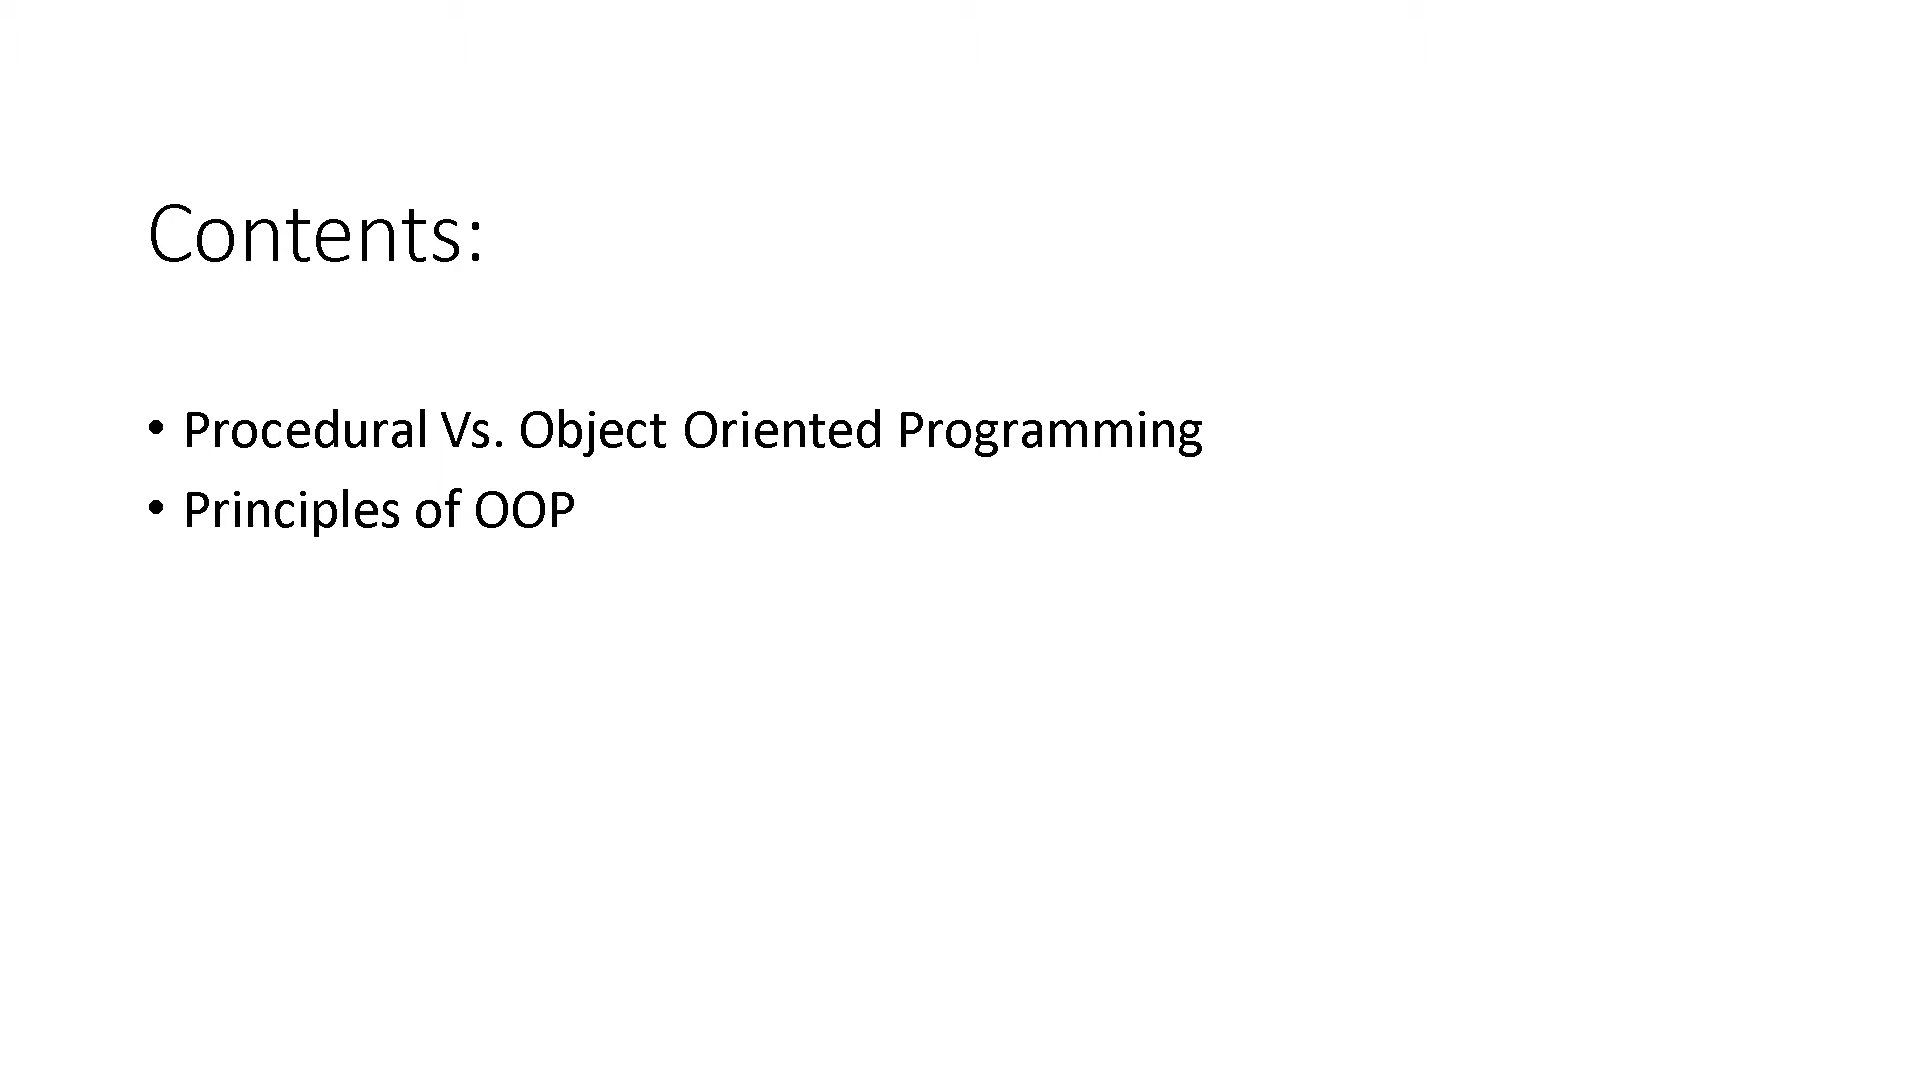 Contents:
• Procedural Vs. Object Oriented Programming
• Principles of OOP